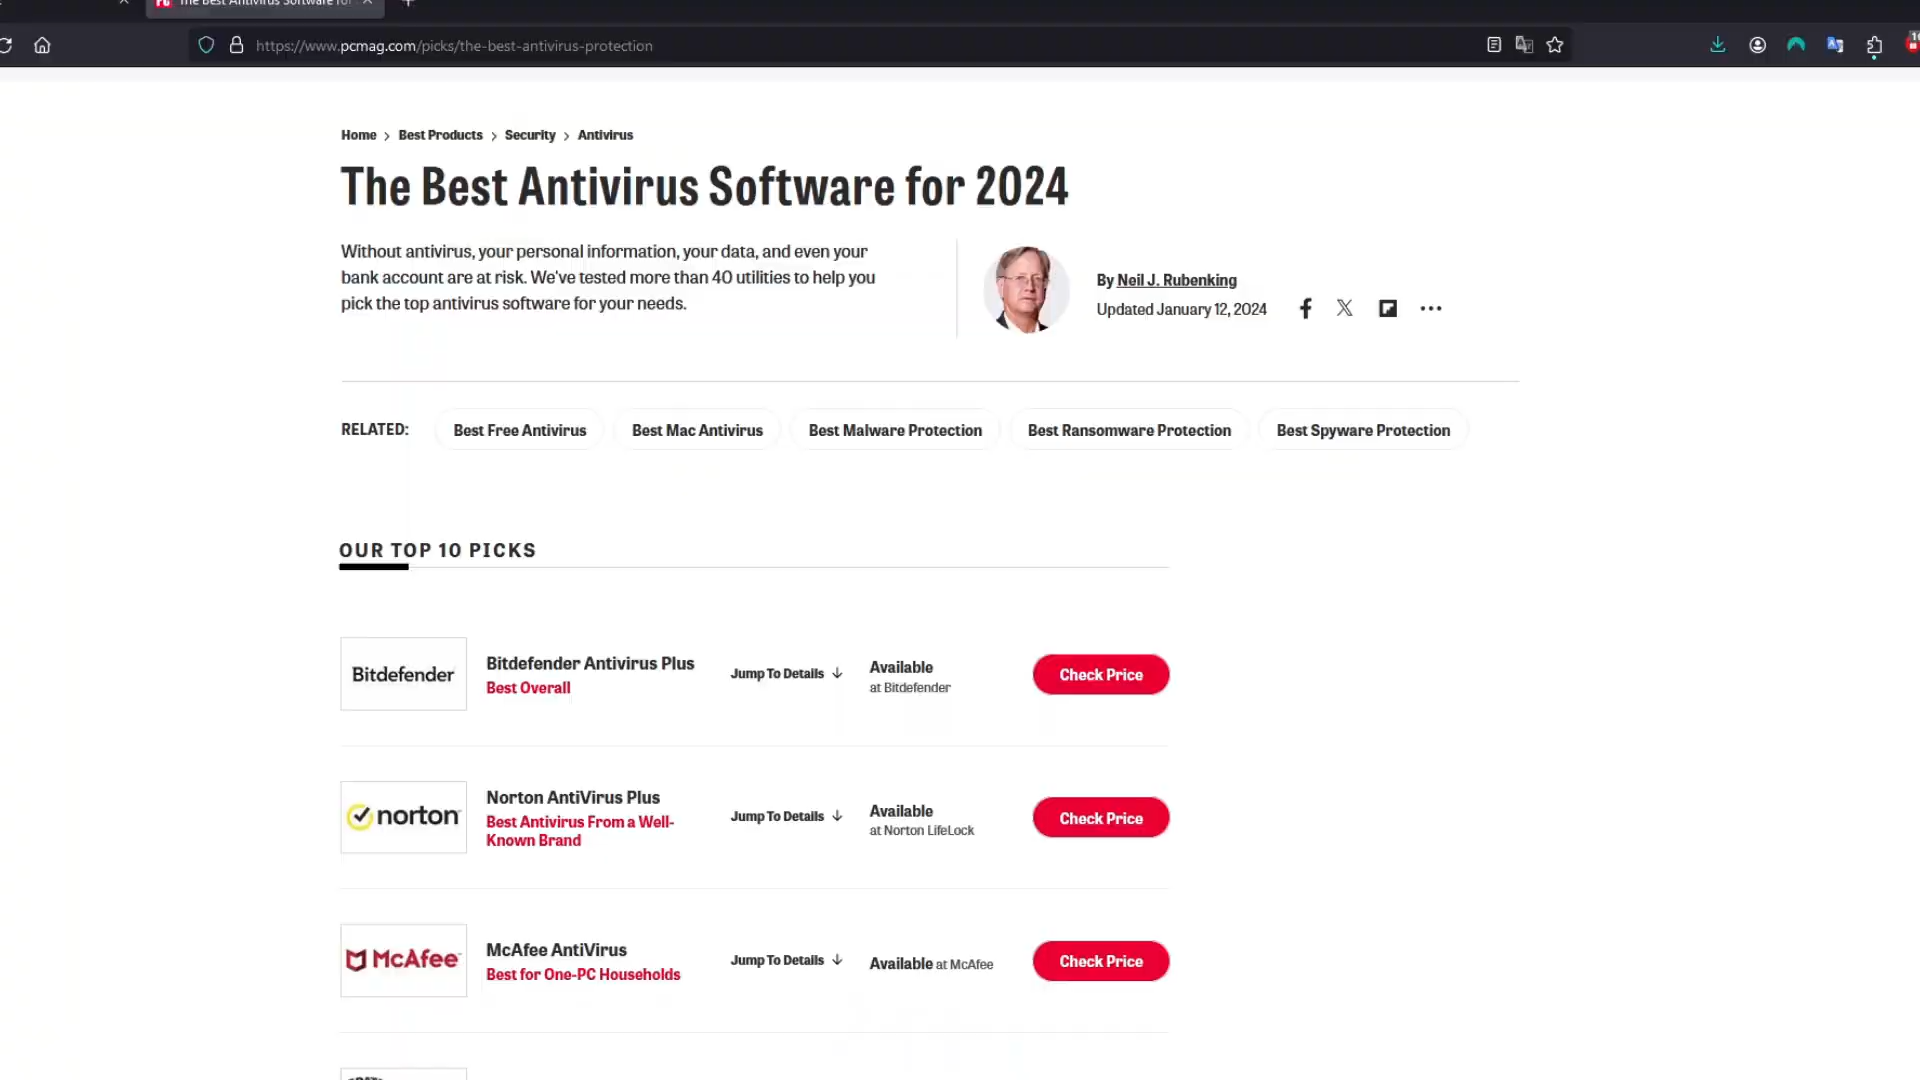 The Best Antivirus Software for
https://www.pcmag.com/picks/the-best-antivirus-protection
Home > Best Products > Security > Antivirus
The Best Antivirus Software for 2024
Without antivirus, your personal information, your data, and even your
bank account are at risk. We've tested more than 40 utilities to help you
pick the top antivirus software for your needs.
By Neil J. Rubenking
Updated January 12, 2024
RELATED:
Best Free Antivirus
Best Mac Antivirus
Best Malware Protection
Best Ransomware Protection
Best Spyware Protection
OUR TOP 10 PICKS
Bitdefender
Bitdefender Antivirus Plus
Best Overall
Jump To Details
Available
at Bitdefender
Check Price
norton
Norton AntiVirus Plus
Best Antivirus From a Well-
Known Brand
Jump To Details
Available
at Norton LifeLock
Check Price
McAfee
McAfee AntiVirus
Best for One-PC Households
Jump To Details
Available at McAfee
Check Price